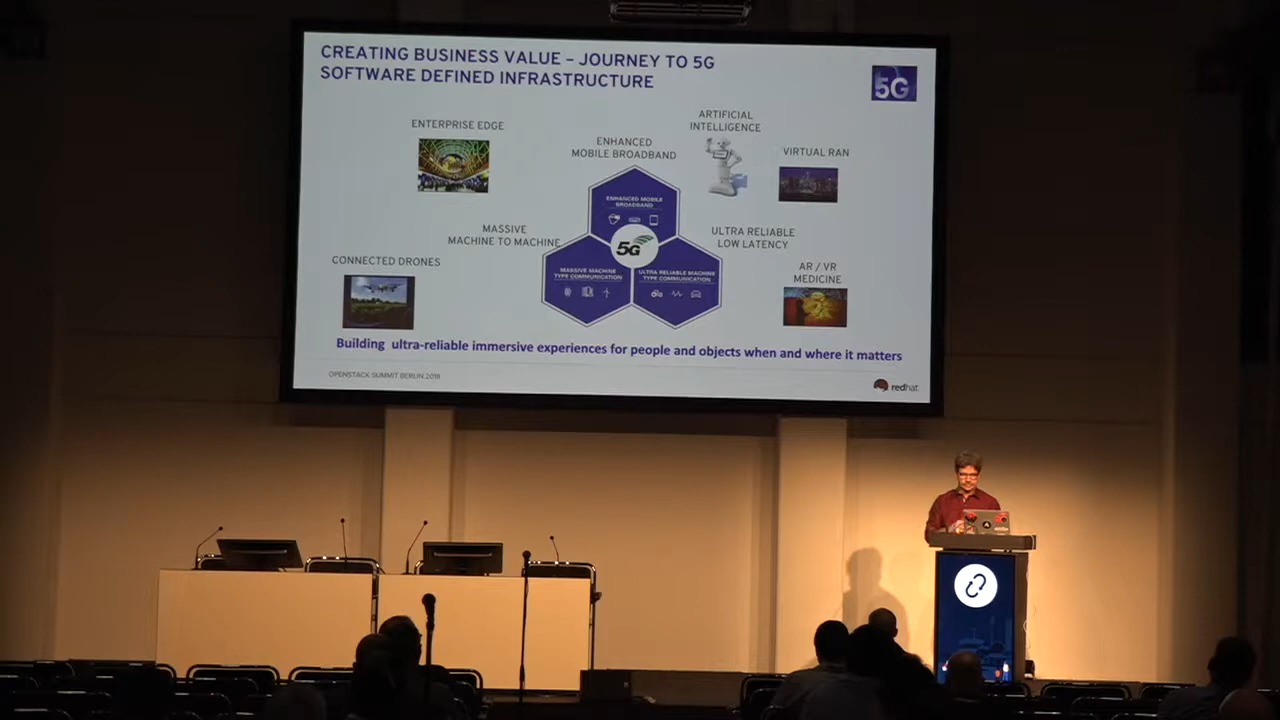 CREATING BUSINESS VALUE – JOURNEY TO 5G
SOFTWARE DEFINED INFRASTRUCTURE
5G
ENTERPRISE EDGE
ENHANCED
MOBILE BROADBAND
ARTIFICIAL
INTELLIGENCE
VIRTUAL RAN
ENHANCED MOBILE
BROADBAND
MASSIVE
MACHINE TO MACHINE
5G
ULTRA RELIABLE
LOW LATENCY
CONNECTED DRONES
MASSIVE MACHINE
TYPE COMMUNICATION
ULTRA RELIABLE MACHINE
TYPE COMMUNICATION
AR / VR
MEDICINE
Building ultra-reliable immersive experiences for people and objects when and where it matters
OPENSTACK SUMMIT BERLIN 2018
redhat